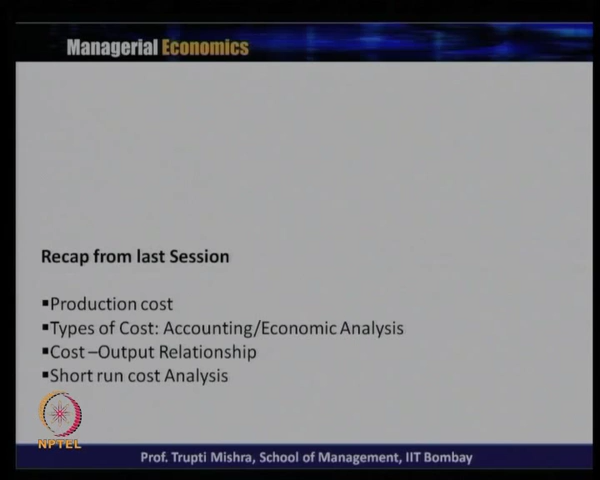 Managerial Economics
Recap from last Session
▪Production cost
▪Types of Cost: Accounting/Economic Analysis
▪Cost –Output Relationship
▪Short run cost Analysis
NPTEL
Prof. Trupti Mishra, School of Management, IIT Bombay